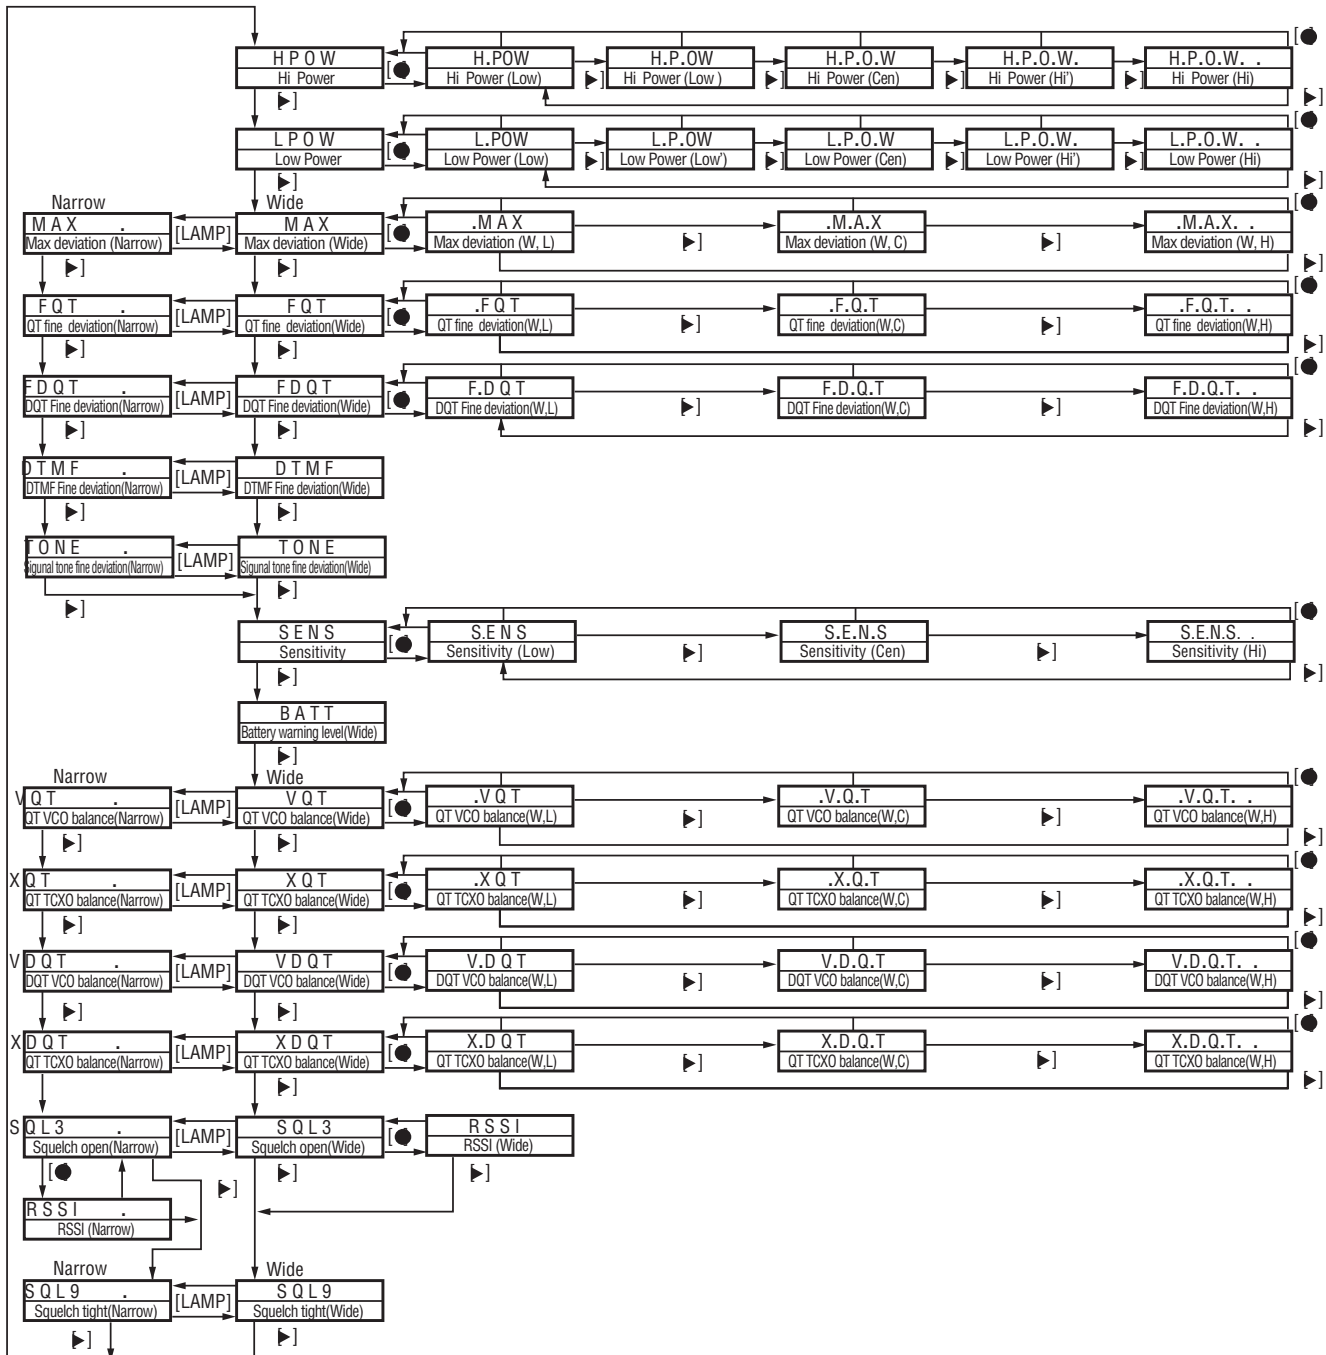 H P O W H.POW H.P.OW H.P.O.W H.P.O.W. H.P.O.W. . [●]
Hi Power [●] Hi Power (Low) [▶] Hi Power (Low ) [▶] Hi Power (Cen) [▶] Hi Power (Hi') [▶] Hi Power (Hi)
[▶] [▶]
L P O W L.POW L.P.OW L.P.O.W L.P.O.W. L.P.O.W. . [●]
Low Power [●] Low Power (Low) [▶] Low Power (Low') [▶] Low Power (Cen) [▶] Low Power (Hi') [▶] Low Power (Hi)
[▶] [▶]
Narrow Wide
M A X . [LAMP] M A X [●] .M A X .M.A.X .M.A.X. . [●]
Max deviation (Narrow) Max deviation (Wide) Max deviation (W, L) [▶] Max deviation (W, C) [▶] Max deviation (W, H)
[▶] [▶] [▶]
F Q T . [LAMP] F Q T [●] .F Q T .F.Q.T .F.Q.T. . [●]
QT fine deviation(Narrow) QT fine deviation(Wide) QT fine deviation(W,L) [▶] QT fine deviation(W,C) [▶] QT fine deviation(W,H)
[▶] [▶] [▶]
F D Q T . [LAMP] F D Q T [●] F.D Q T F.D.Q.T F.D.Q.T. . [●]
DQT Fine deviation(Narrow) DQT Fine deviation(Wide) DQT Fine deviation(W,L) [▶] DQT Fine deviation(W,C) [▶] DQT Fine deviation(W,H)
[▶] [▶] [▶]
D T M F . [LAMP] D T M F
DTMF Fine deviation(Narrow) DTMF Fine deviation(Wide)
[▶] [▶]
T O N E . [LAMP] T O N E
Sigunal tone fine deviation(Narrow) Sigunal tone fine deviation(Wide)
[▶] [▶]
S E N S [●] S.E N S S.E.N.S S.E.N.S. . [●]
Sensitivity Sensitivity (Low) [▶] Sensitivity (Cen) [▶] Sensitivity (Hi)
[▶] [▶]
B A T T
Battery warning level(Wide)
[▶]
Narrow Wide
V Q T . [LAMP] V Q T [●] .V Q T .V.Q.T .V.Q.T. . [●]
QT VCO balance(Narrow) QT VCO balance(Wide) QT VCO balance(W,L) [▶] QT VCO balance(W,C) [▶] QT VCO balance(W,H)
[▶] [▶] [▶]
X Q T . [LAMP] X Q T [●] .X Q T .X.Q.T .X.Q.T. . [●]
QT TCXO balance(Narrow) QT TCXO balance(Wide) QT TCXO balance(W,L) [▶] QT TCXO balance(W,C) [▶] QT TCXO balance(W,H)
[▶] [▶] [▶]
V D Q T . [LAMP] V D Q T [●] V.D Q T V.D.Q.T V.D.Q.T. . [●]
DQT VCO balance(Narrow) DQT VCO balance(Wide) DQT VCO balance(W,L) [▶] DQT VCO balance(W,C) [▶] DQT VCO balance(W,H)
[▶] [▶] [▶]
X D Q T . [LAMP] X D Q T [●] X.D Q T X.D.Q.T X.D.Q.T. . [●]
QT TCXO balance(Narrow) QT TCXO balance(Wide) QT TCXO balance(W,L) [▶] QT TCXO balance(W,C) [▶] QT TCXO balance(W,H)
[▶] [▶]
S Q L 3 . [LAMP] S Q L 3 [●] R S S I
Squelch open(Narrow) Squelch open(Wide) RSSI (Wide)
[●] [▶] [▶] [▶]
R S S I .
RSSI (Narrow)
Narrow Wide
S Q L 9 . [LAMP] S Q L 9
Squelch tight(Narrow) Squelch tight(Wide)
[▶] [▶]